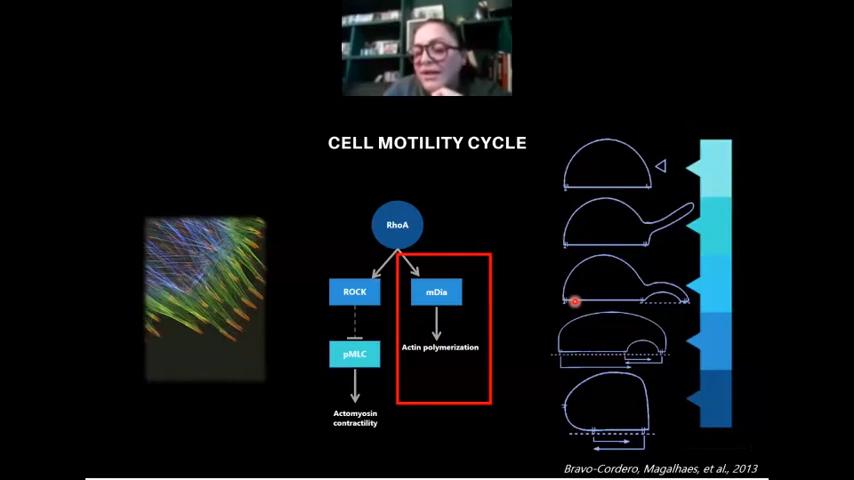 CELL MOTILITY CYCLE
RhoA
ROCK
mDia
pMLC
Actin polymerization
Actomyosin
contractility
Bravo-Cordero, Magalhaes, et al., 2013